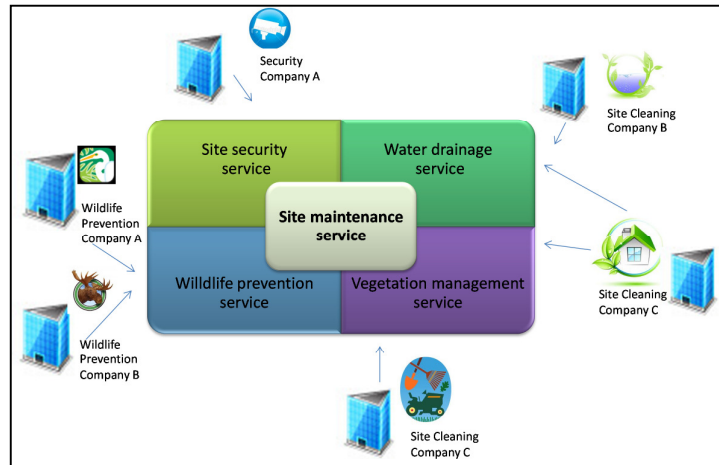 Security
Company A
Site Cleaning
Company B
Site security
service
Water drainage
service
Wildlife
Prevention
Company A
Site maintenance
service
Willdlife prevention
service
Vegetation management
service
Site Cleaning
Company C
Wildlife
Prevention
Company B
Site Cleaning
Company C